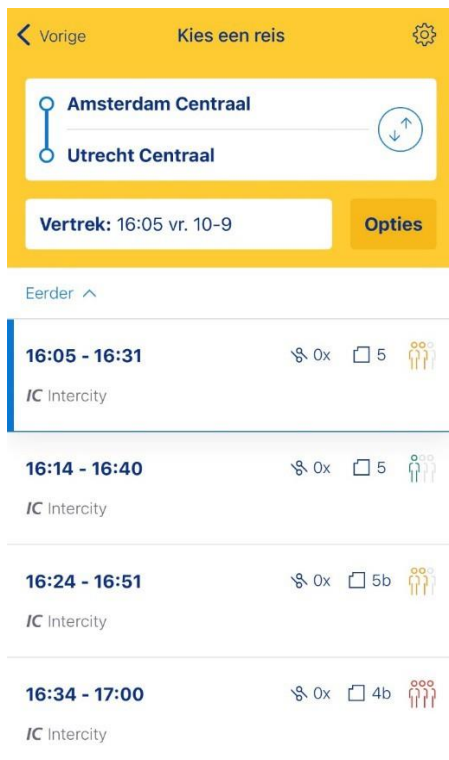 Vorige Kies een reis
Amsterdam Centraal
Utrecht Centraal
Vertrek: 16:05 vr. 10-9 Opties
Eerder
16:05 - 16:31 0x 5
IC Intercity
16:14 - 16:40 0x 5
IC Intercity
16:24 - 16:51 0x 5b
IC Intercity
16:34 - 17:00 0x 4b
IC Intercity